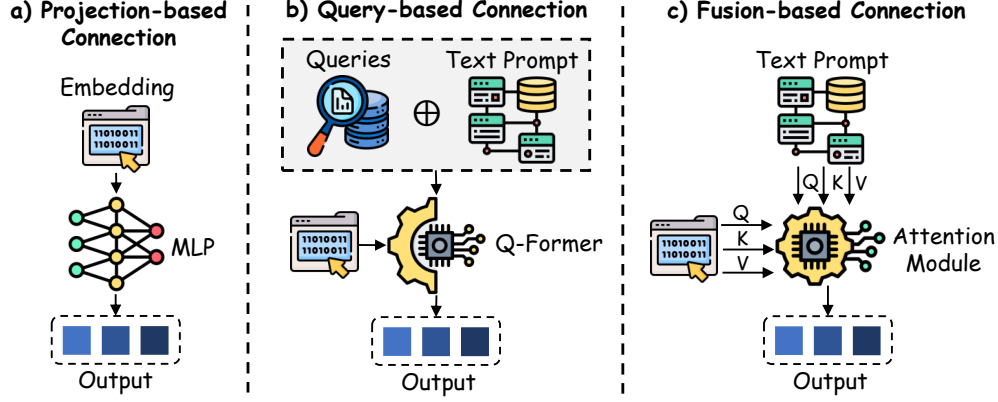 a) Projection-based
Connection
Embedding
11010011
11010011
MLP
Output
b) Query-based Connection
Queries
Text Prompt
11010011
11010011
Q-Former
Output
c) Fusion-based Connection
Text Prompt
Q K V
Q
K
V
11010011
11010011
Attention
Module
Output